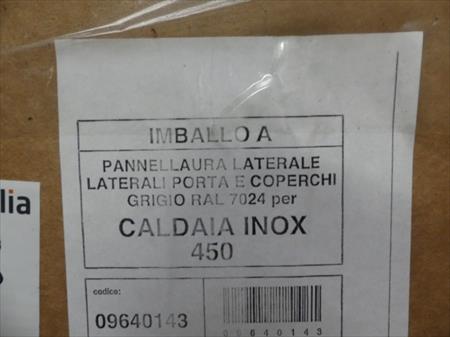 IMBALLO A
PANNELLAURA LATERALE
LATERALI PORTA E COPERCHI
GRIGIO RAL 7024 per
CALDAIA INOX
450
lia
codice:
09640143
09640143